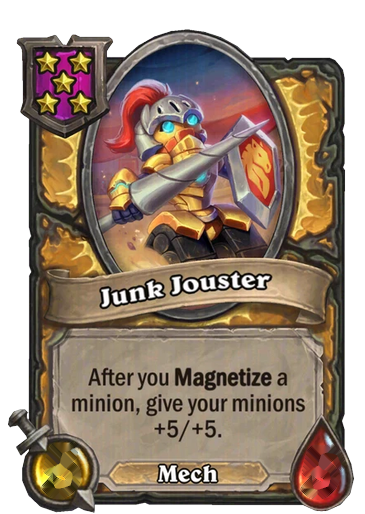 Junk Jouster
After you Magnetize a
minion, give your minions
+5/+5.
Mech